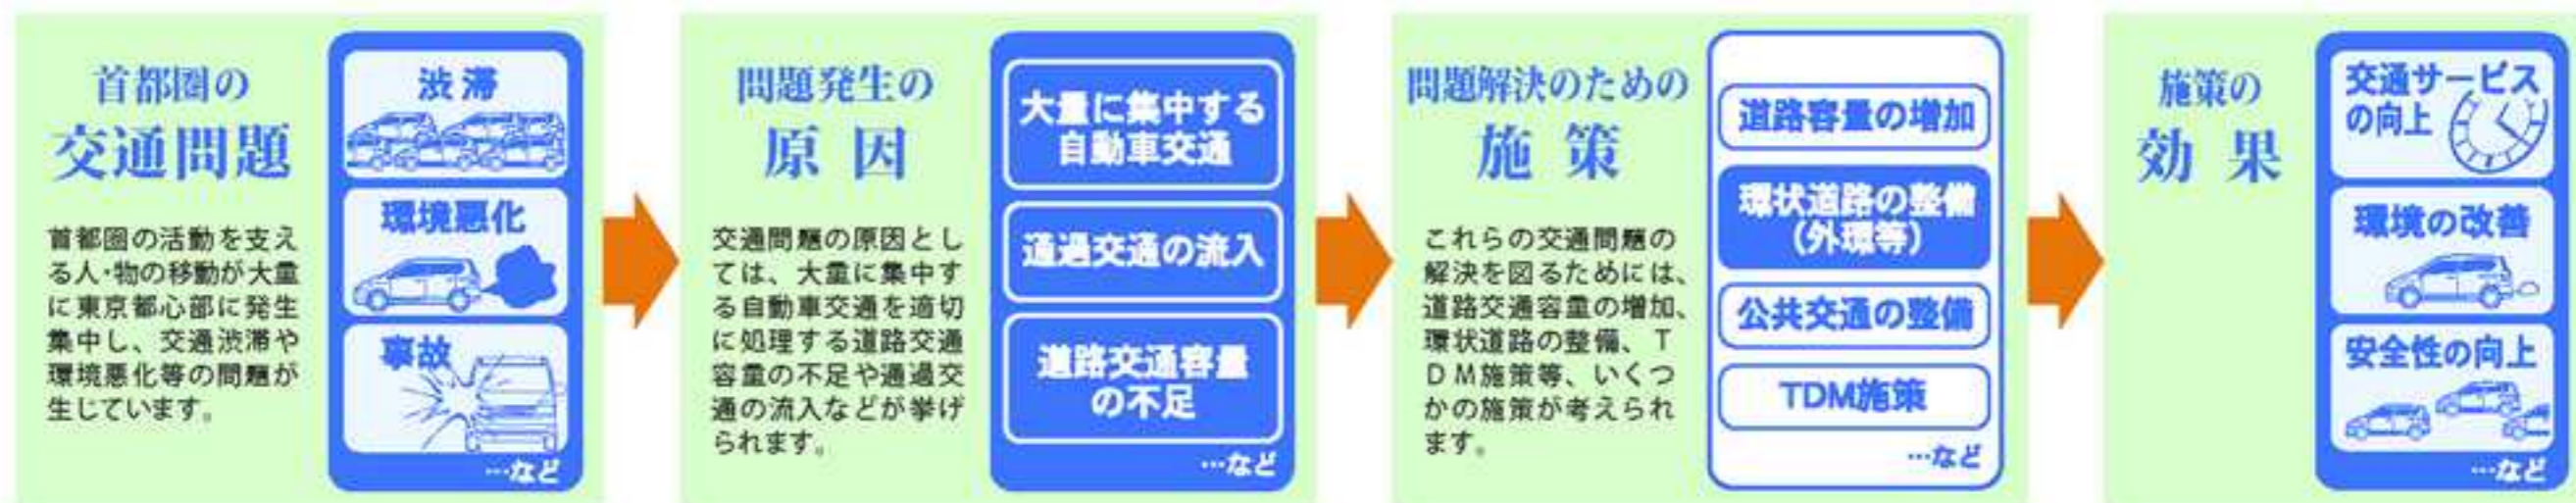 首都圏の
交通問題
首都圏の活動を支え
る人・物の移動が大量
に東京都心部に発生
集中し、交通渋滞や
環境悪化等の問題が
生じています。
渋滞
環境悪化
事故
…など
問題発生の
原因
交通問題の原因とし
ては、大量に集中す
る自動車交通を適切
に処理する道路交通
容量の不足や通過交
通の流入などが挙げ
られます。
大量に集中する
自動車交通
通過交通の流入
道路交通容量
の不足
…など
問題解決のための
施策
これらの交通問題の
解決を図るためには、
道路交通容量の増加、
環状道路の整備、T
DM施策等、いくつ
かの施策が考えられ
ます。
道路容量の増加
環状道路の整備
(外環等)
公共交通の整備
TDM施策
…など
施策の
効果
交通サービス
の向上
環境の改善
安全性の向上
…など